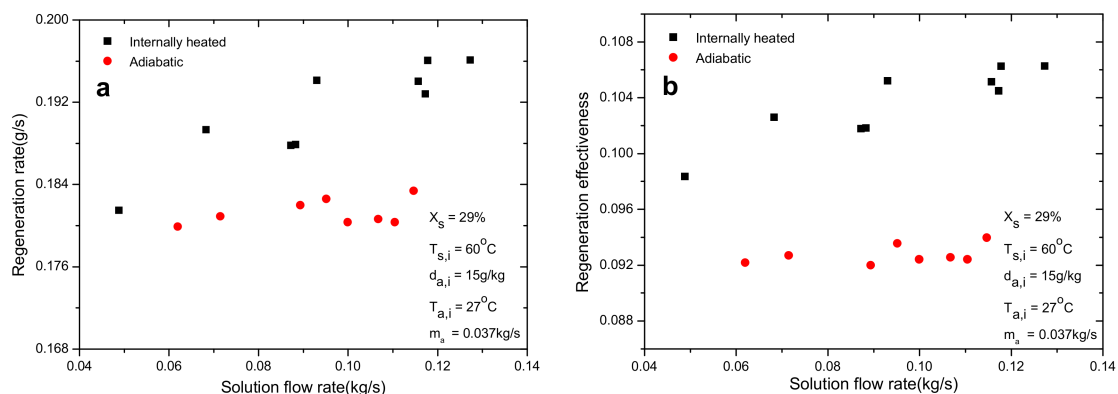 0.200
0.192
0.184
0.176
0.168
Regeneration rate(g/s)
Internally heated
Adiabatic
a
X_s = 29%
T_s,i = 60°C
d_a,i = 15g/kg
T_a,i = 27°C
m_a = 0.037kg/s
0.04 0.06 0.08 0.10 0.12 0.14
Solution flow rate(kg/s)
0.108
0.104
0.100
0.096
0.092
0.088
Regeneration effectiveness
Internally heated
Adiabatic
b
X_s = 29%
T_s,i = 60°C
d_a,i = 15g/kg
T_a,i = 27°C
m_a = 0.037kg/s
0.04 0.06 0.08 0.10 0.12 0.14
Solution flow rate(kg/s)